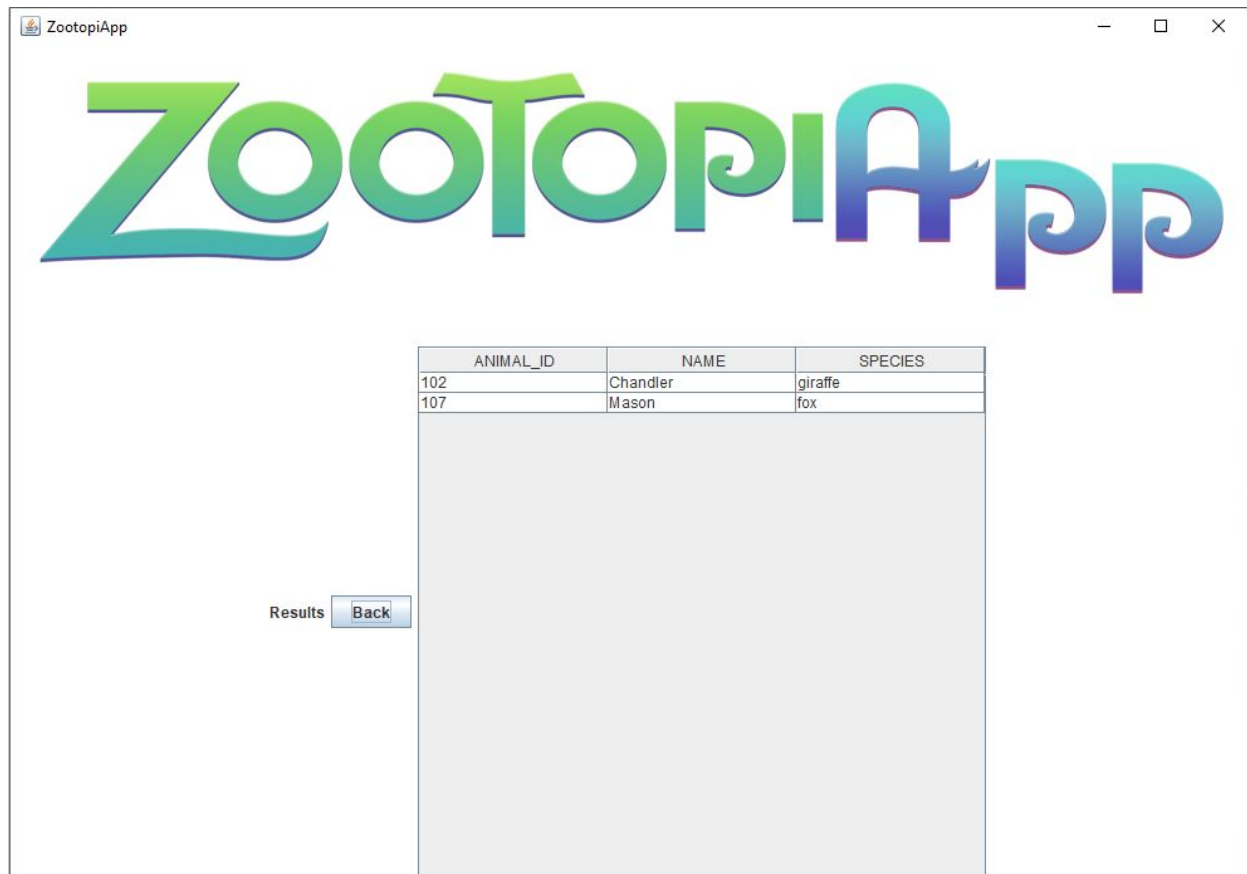 ZootopiApp
ZooTopiApp
ANIMAL_ID NAME SPECIES
102 Chandler giraffe
107 Mason fox
Results Back